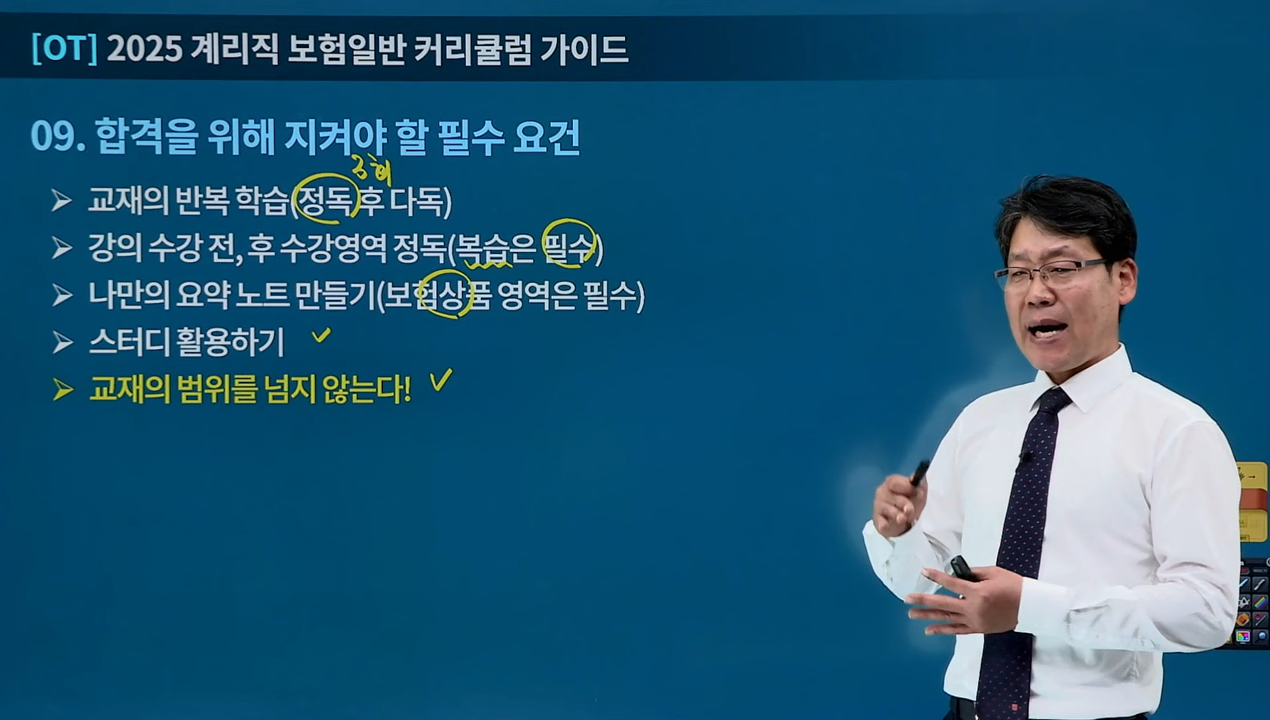 [OT] 2025 계리직 보험일반 커리큘럼 가이드
09. 합격을 위해 지켜야 할 필수 요건
3회
➢ 교재의 반복 학습(정독 후 다독)
➢ 강의 수강 전, 후 수강영역 정독(복습은 필수)
➢ 나만의 요약 노트 만들기(보험상품 영역은 필수)
➢ 스터디 활용하기
➢ 교재의 범위를 넘지 않는다!